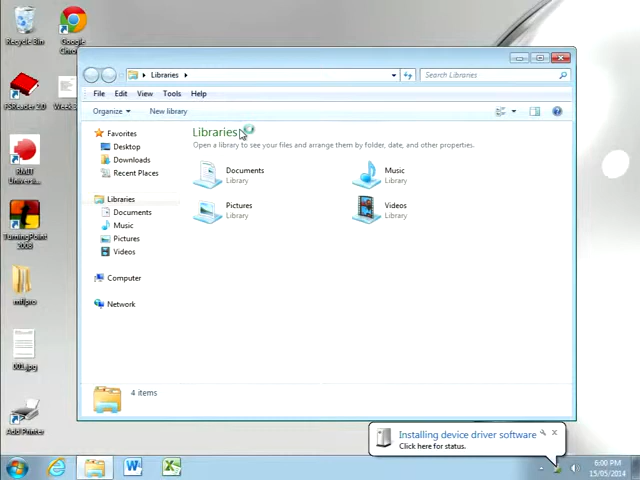 Recycle Bin
Google Chrome
FSReader 2.0
Week
RMIT
Universi...
TurningPoint
2008
mflpro
001.jpg
Add Printer
Libraries
Search Libraries
File Edit View Tools Help
Organize New library
Favorites
Desktop
Downloads
Recent Places
Libraries
Documents
Music
Pictures
Videos
Computer
Network
Libraries
Open a library to see your files and arrange them by folder, date, and other properties.
Documents
Library
Music
Library
Pictures
Library
Videos
Library
4 items
Installing device driver software
Click here for status.
6:00 PM
15/05/2014